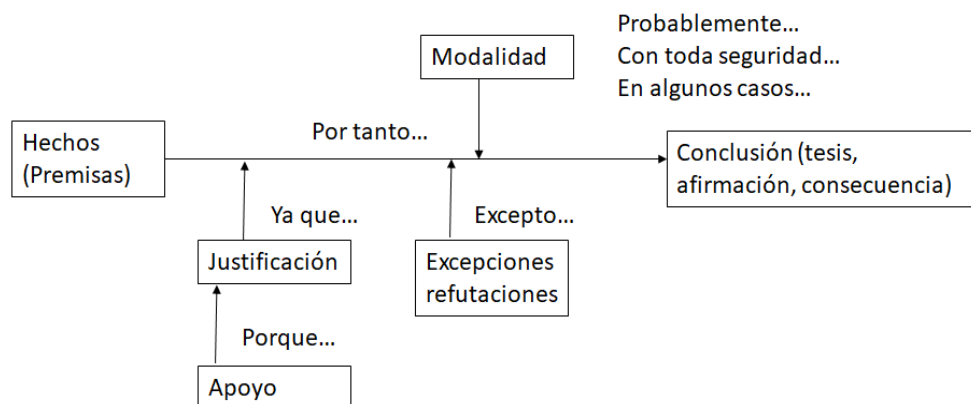 Probablemente...
Con toda seguridad...
En algunos casos...
Modalidad
Por tanto...
Hechos
(Premisas)
Conclusión (tesis,
afirmación, consecuencia)
Ya que...
Excepto...
Justificación
Excepciones
refutaciones
Porque...
Apoyo